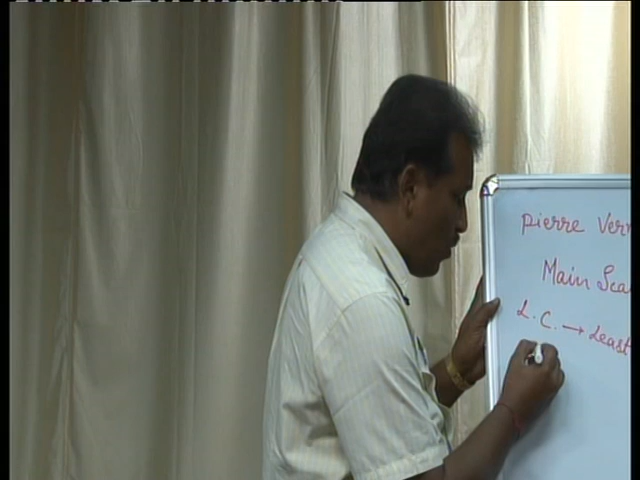 pierre Ver
Main Sca
L.C. → Least